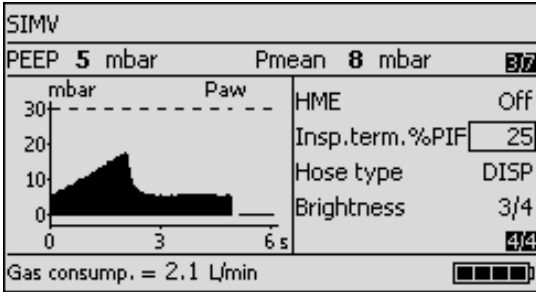 SIMV
PEEP 5 mbar Pmean 8 mbar 3/7
mbar Paw
30
20
10
0
0 3 6 s
HME Off
Insp.term.%PIF 25
Hose type DISP
Brightness 3/4
4/4
Gas consump. = 2.1 L/min